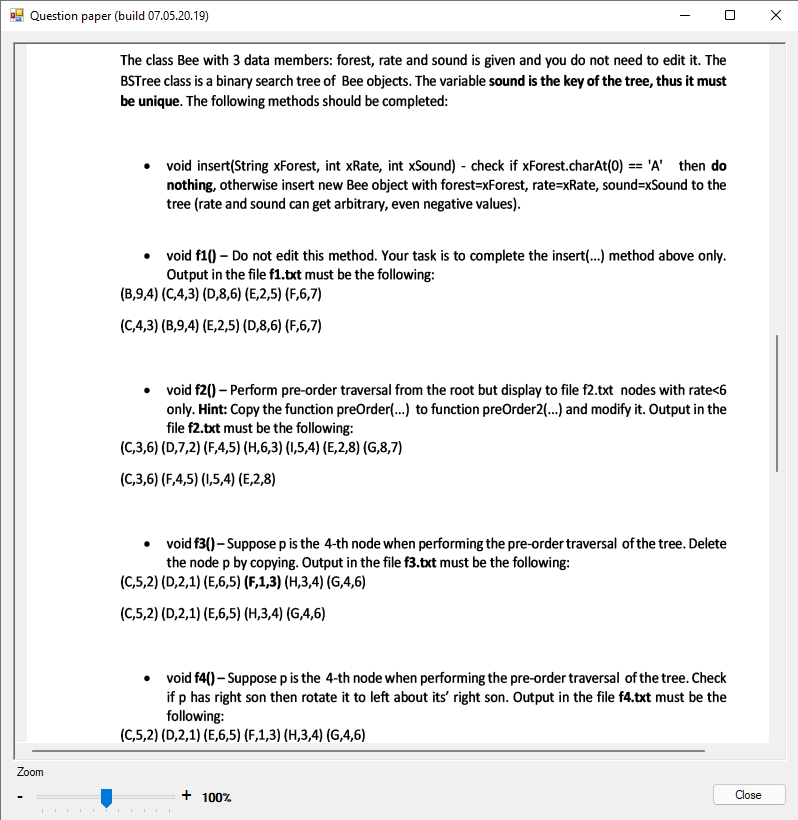 Question paper (build 07.05.20.19)
The class Bee with 3 data members: forest, rate and sound is given and you do not need to edit it. The
BSTree class is a binary search tree of Bee objects. The variable sound is the key of the tree, thus it must
be unique. The following methods should be completed:
• void insert(String xForest, int xRate, int xSound) - check if xForest.charAt(0) == 'A' then do
nothing, otherwise insert new Bee object with forest=xForest, rate=xRate, sound=xSound to the
tree (rate and sound can get arbitrary, even negative values).
• void f1() – Do not edit this method. Your task is to complete the insert(...) method above only.
Output in the file f1.txt must be the following:
(B,9,4) (C,4,3) (D,8,6) (E,2,5) (F,6,7)
(C,4,3) (B,9,4) (E,2,5) (D,8,6) (F,6,7)
• void f2() – Perform pre-order traversal from the root but display to file f2.txt nodes with rate<6
only. Hint: Copy the function preOrder(...) to function preOrder2(...) and modify it. Output in the
file f2.txt must be the following:
(C,3,6) (D,7,2) (F,4,5) (H,6,3) (I,5,4) (E,2,8) (G,8,7)
(C,3,6) (F,4,5) (I,5,4) (E,2,8)
• void f3() – Suppose p is the 4-th node when performing the pre-order traversal of the tree. Delete
the node p by copying. Output in the file f3.txt must be the following:
(C,5,2) (D,2,1) (E,6,5) (F,1,3) (H,3,4) (G,4,6)
(C,5,2) (D,2,1) (E,6,5) (H,3,4) (G,4,6)
• void f4() – Suppose p is the 4-th node when performing the pre-order traversal of the tree. Check
if p has right son then rotate it to left about its' right son. Output in the file f4.txt must be the
following:
(C,5,2) (D,2,1) (E,6,5) (F,1,3) (H,3,4) (G,4,6)
Zoom
- + 100%
Close